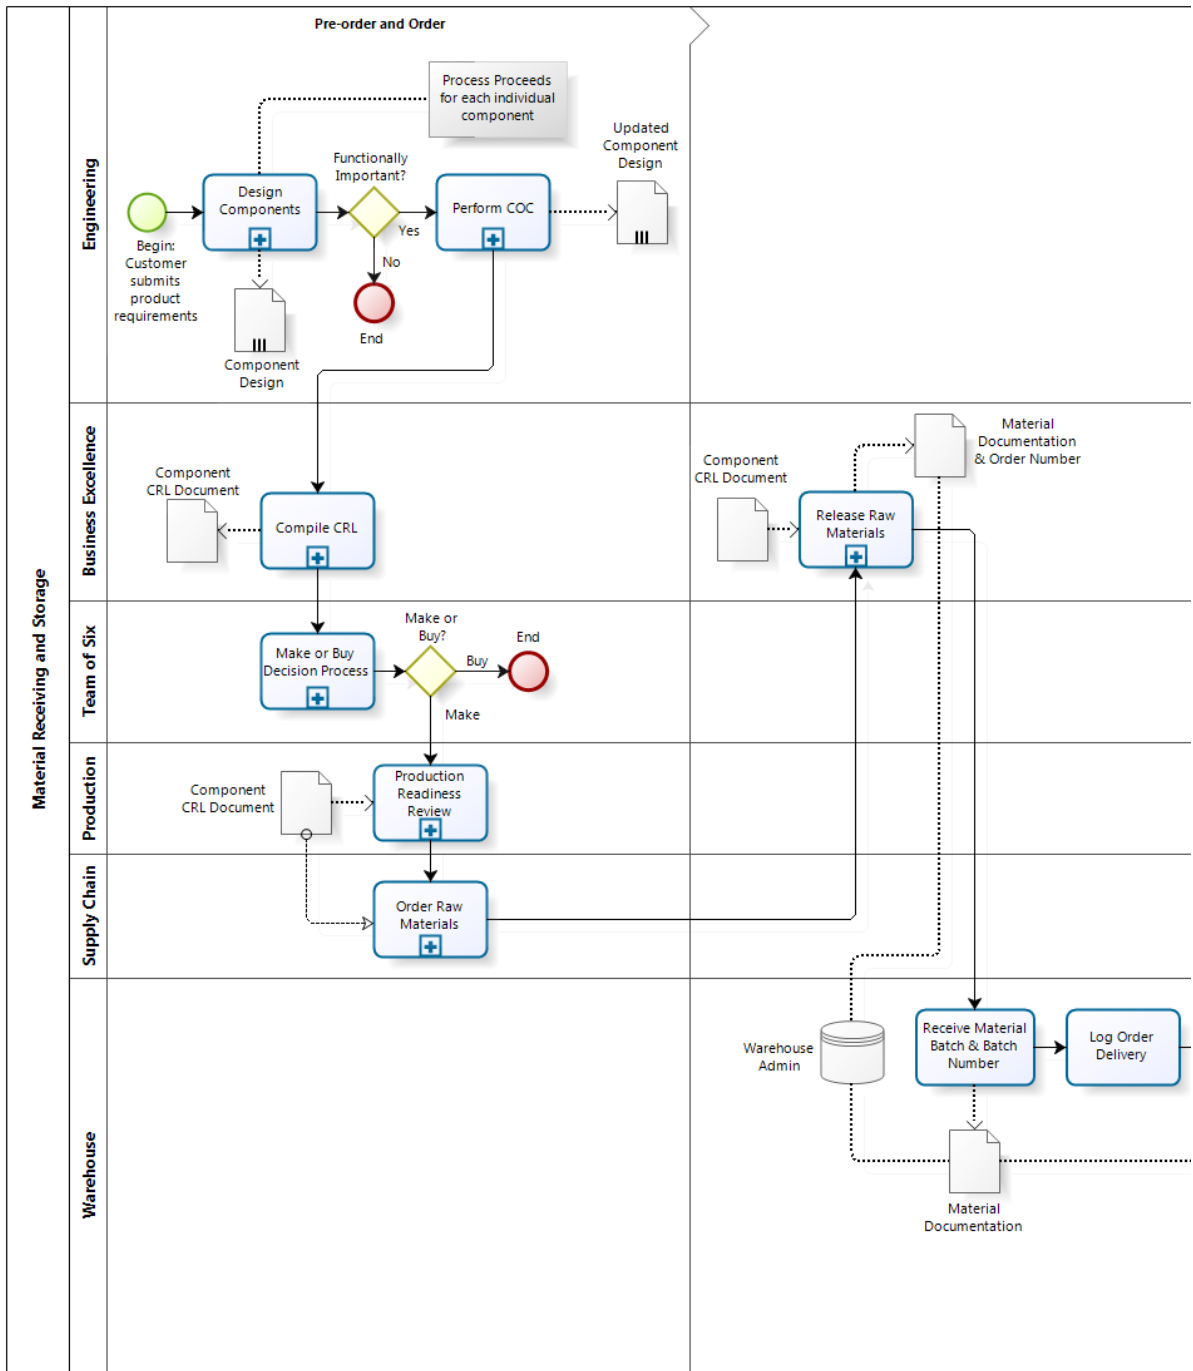 Pre-order and Order
Material Receiving and Storage
Engineering
Process Proceeds
for each individual
component
Updated
Component
Design
Functionally
Important?
Design
Components
Perform COC
Yes
No
Begin:
Customer
submits
product
requirements
End
Component
Design
Business Excellence
Component
CRL Document
Compile CRL
Material
Documentation
& Order Number
Component
CRL Document
Release Raw
Materials
Team of Six
Make or Buy
Decision Process
Make or
Buy?
Buy
End
Make
Production
Component
CRL Document
Production
Readiness
Review
Supply Chain
Order Raw
Materials
Warehouse
Warehouse
Admin
Receive Material
Batch & Batch
Number
Log Order
Delivery
Material
Documentation